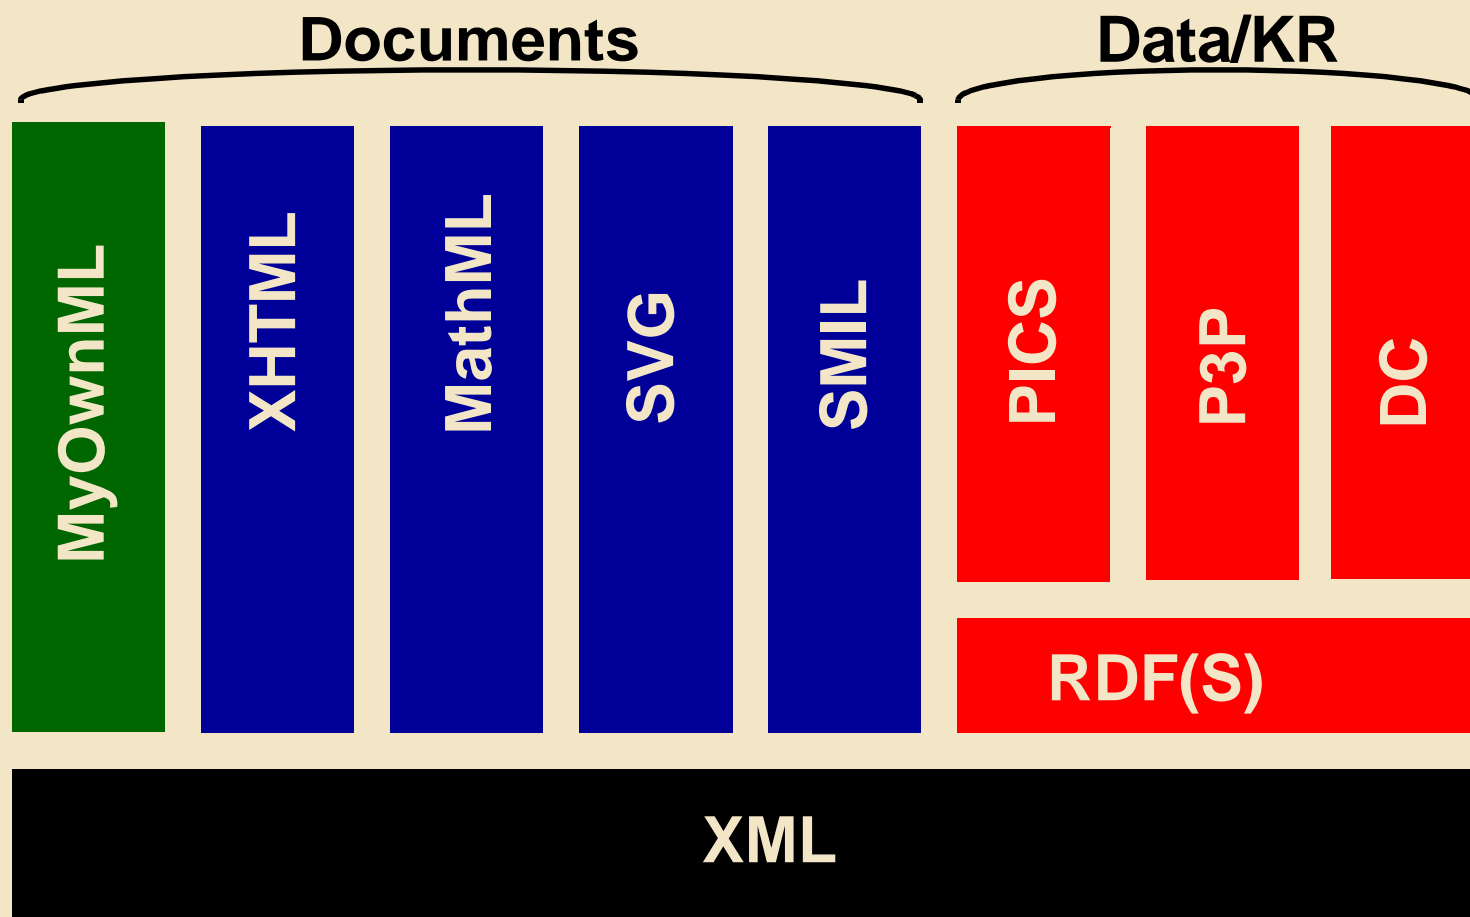 Documents
Data/KR
MyOwnML
XHTML
MathML
SVG
SMIL
PICS
P3P
DC
RDF(S)
XML